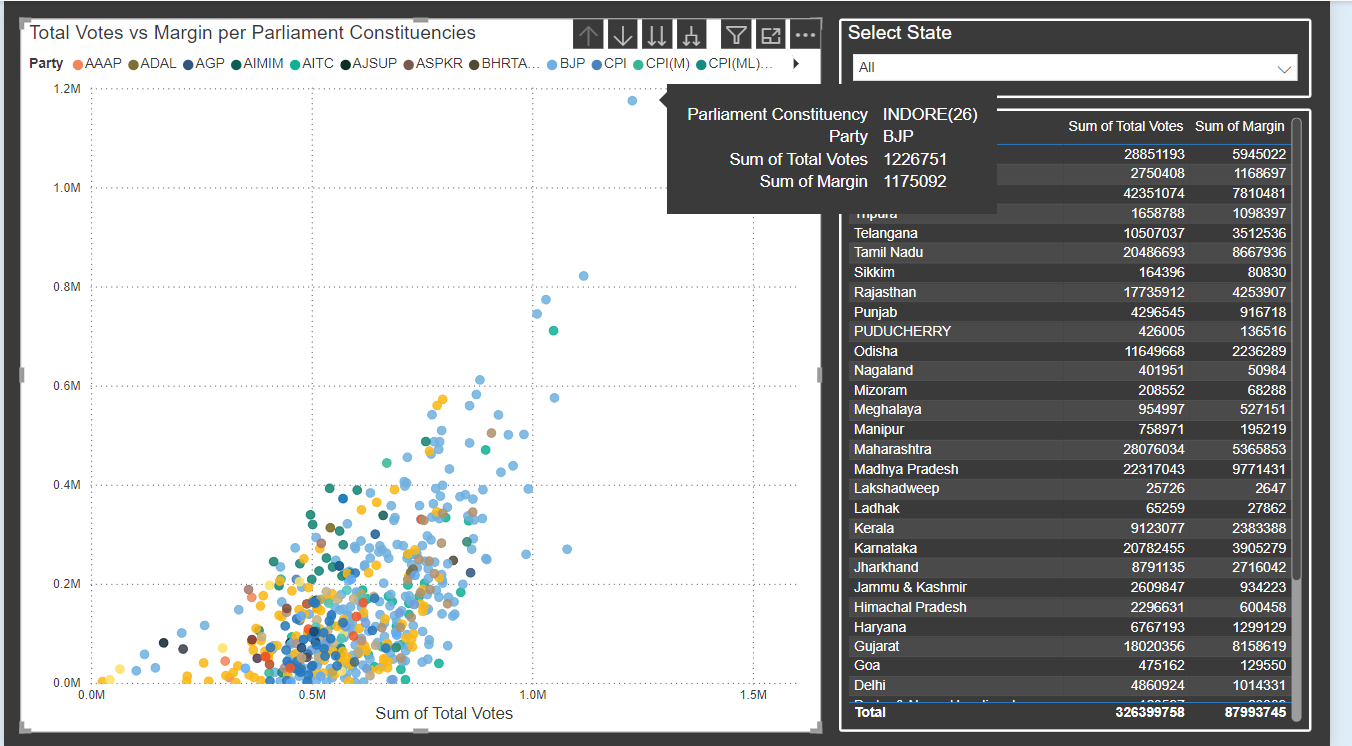 Total Votes vs Margin per Parliament Constituencies
Party AAAP ADAL AGP AIMIM AITC AJSUP ASPKR BHRTA... BJP CPI CPI(M) CPI(ML)...
1.2M
1.0M
0.8M
0.6M
0.4M
0.2M
0.0M
0.0M 0.5M 1.0M 1.5M
Sum of Total Votes
Parliament Constituency INDORE(26)
Party BJP
Sum of Total Votes 1226751
Sum of Margin 1175092
Select State
All
Sum of Total Votes Sum of Margin
28851193 5945022
2750408 1168697
42351074 7810481
Tripura 1658788 1098397
Telangana 10507037 3512536
Tamil Nadu 20486693 8667936
Sikkim 164396 80830
Rajasthan 17735912 4253907
Punjab 4296545 916718
PUDUCHERRY 426005 136516
Odisha 11649668 2236289
Nagaland 401951 50984
Mizoram 208552 68288
Meghalaya 954997 527151
Manipur 758971 195219
Maharashtra 28076034 5365853
Madhya Pradesh 22317043 9771431
Lakshadweep 25726 2647
Ladhak 65259 27862
Kerala 9123077 2383388
Karnataka 20782455 3905279
Jharkhand 8791135 2716042
Jammu & Kashmir 2609847 934223
Himachal Pradesh 2296631 600458
Haryana 6767193 1299129
Gujarat 18020356 8158619
Goa 475162 129550
Delhi 4860924 1014331
Total 326399758 87993745